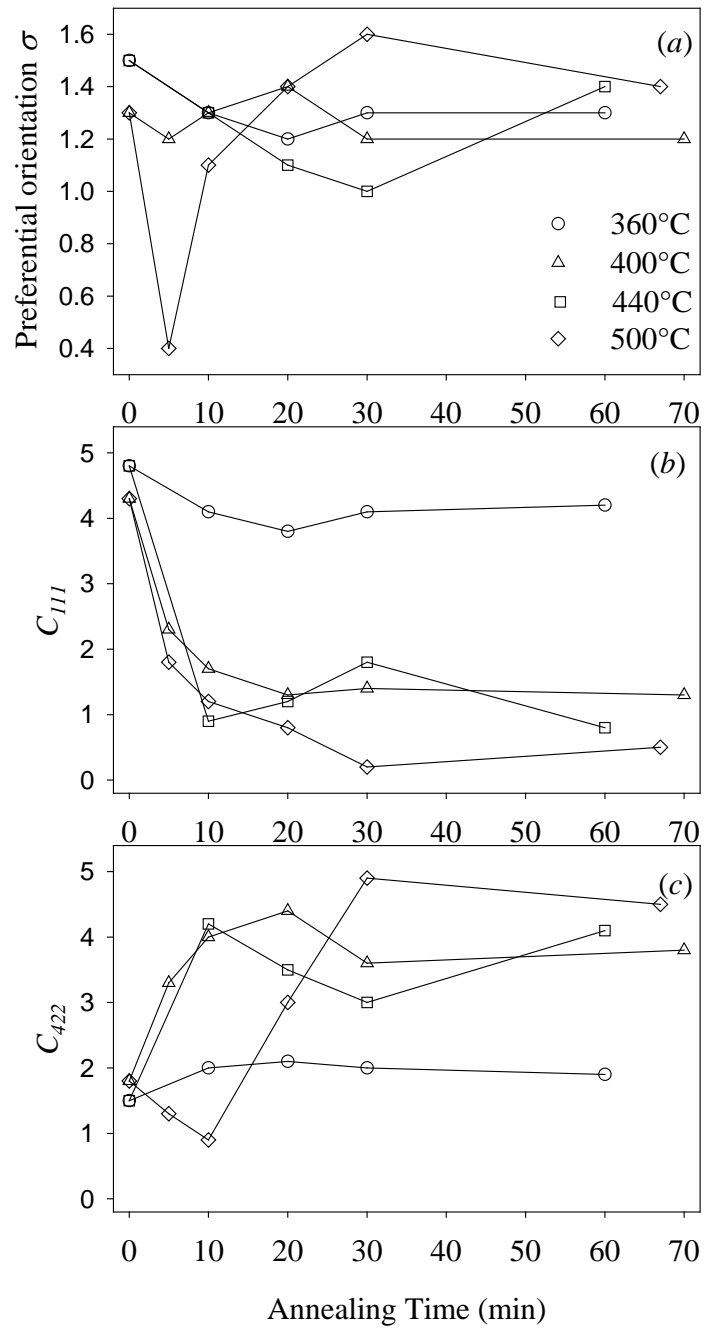 Preferential orientation σ
1.6
1.4
1.2
1.0
0.8
0.6
0.4
(a)
360°C
400°C
440°C
500°C
0 10 20 30 40 50 60 70
C111
5
4
3
2
1
0
(b)
0 10 20 30 40 50 60 70
C422
5
4
3
2
1
0
(c)
0 10 20 30 40 50 60 70
Annealing Time (min)